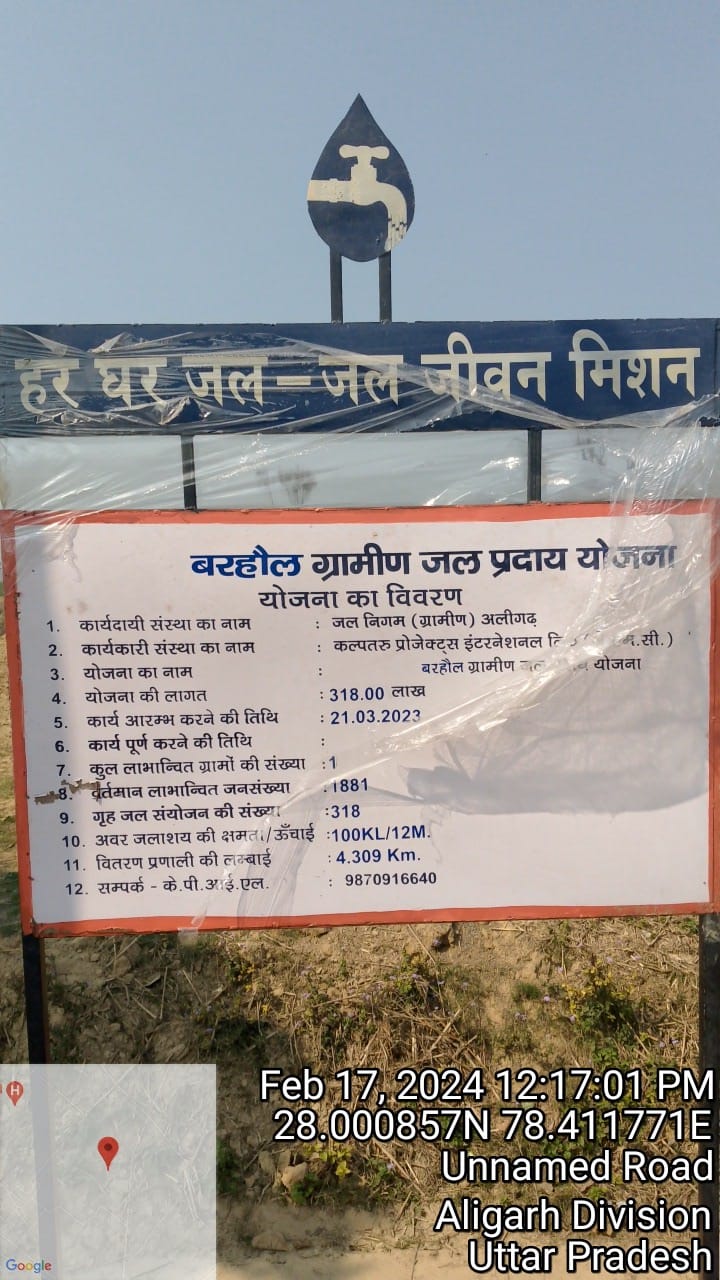 हर घर जल – जल जीवन मिशन
बरहौल ग्रामीण जल प्रदाय योजना
योजना का विवरण
1. कार्यदायी संस्था का नाम : जल निगम (ग्रामीण) अलीगढ़
2. कार्यकारी संस्था का नाम : कल्पतरु प्रोजेक्ट्स इंटरनेशनल
3. योजना का नाम : बरहौल ग्रामीण जल योजना
4. योजना की लागत : 318.00 लाख
5. कार्य आरम्भ करने की तिथि : 21.03.2023
6. कार्य पूर्ण करने की तिथि :
7. कुल लाभान्वित ग्रामों की संख्या : 1
8. वर्तमान लाभान्वित जनसंख्या : 1881
9. गृह जल संयोजन की संख्या :318
10. अवर जलाशय की क्षमता/ऊँचाई :100KL/12M.
11. वितरण प्रणाली की लम्बाई : 4.309 Km.
12. सम्पर्क - के.पी.आई.एल. : 9870916640
H
Feb 17, 2024 12:17:01 PM
28.000857N 78.411771E
Unnamed Road
Aligarh Division
Uttar Pradesh
Google